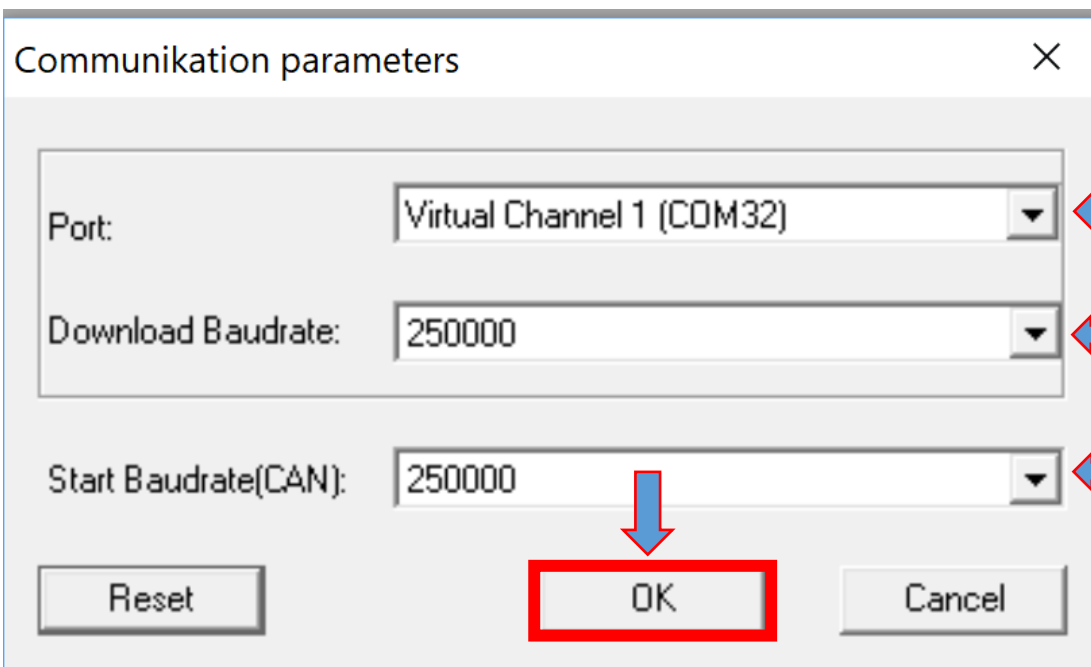 Communikation parameters
Port:
Virtual Channel 1 (COM32)
Download Baudrate:
250000
Start Baudrate(CAN):
250000
Reset
OK
Cancel